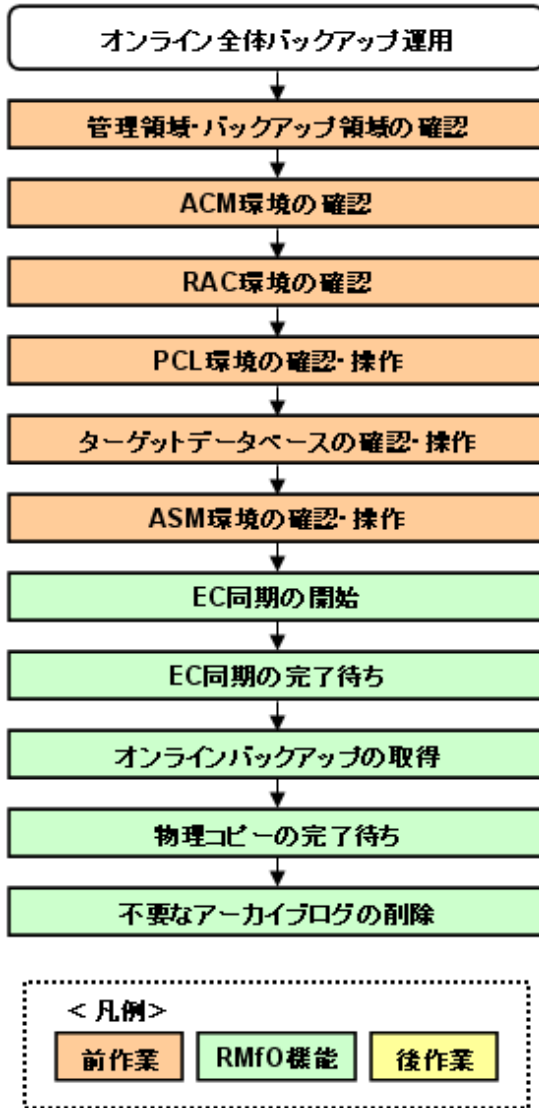 オンライン全体バックアップ運用
管理領域・バックアップ領域の確認
ACM環境の確認
RAC環境の確認
PCL環境の確認・操作
ターゲットデータベースの確認・操作
ASM環境の確認・操作
EC同期の開始
EC同期の完了待ち
オンラインバックアップの取得
物理コピーの完了待ち
不要なアーカイブログの削除
<凡例>
前作業 RMfO機能 後作業